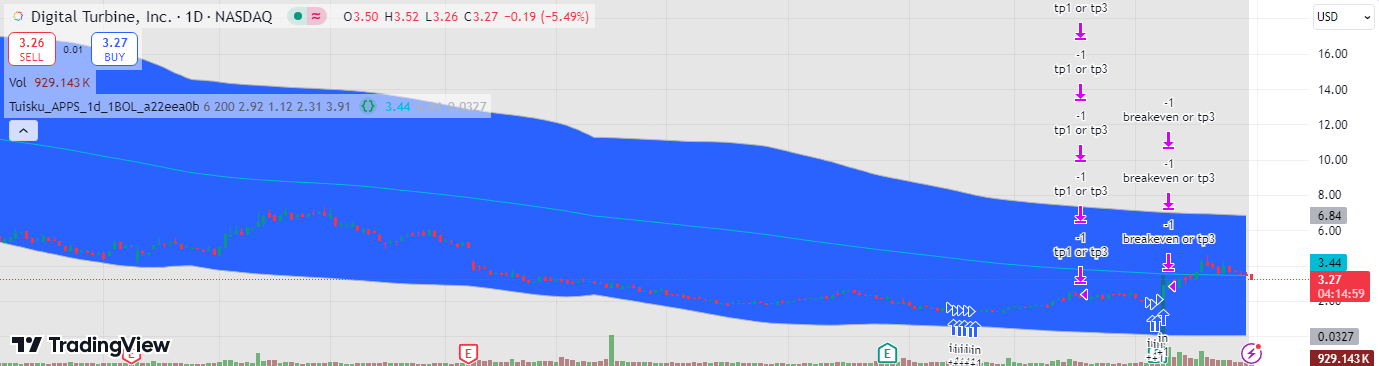 Digital Turbine, Inc. · 1D · NASDAQ
O3.50 H3.52 L3.26 C3.27 −0.19 (−5.49%)
USD
3.26
SELL
0.01
3.27
BUY
Vol 929.143 K
Tuisku_APPS_1d_1BOL_a22eea0b 6 200 2.92 1.12 2.31 3.91 3.44 0.0327
tp1 or tp3
-1
tp1 or tp3
-1
tp1 or tp3
-1
tp1 or tp3
-1
tp1 or tp3
-1
breakeven or tp3
-1
breakeven or tp3
-1
breakeven or tp3
16.00
14.00
12.00
10.00
8.00
6.84
6.00
3.44
3.27
04:14:59
2.00
0.0327
929.143 K
TradingView
E
E
E